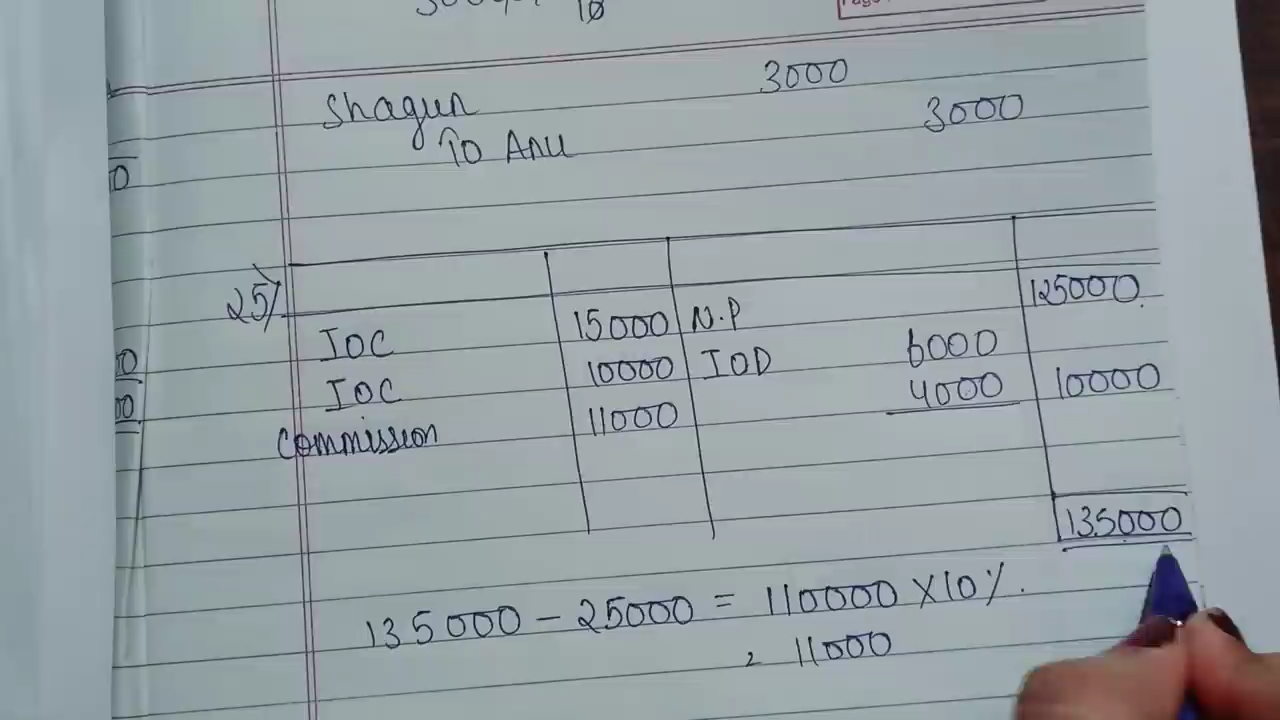 Shagun 3000
To Anu 3000
25%
IOC 15000 N.P 125000
IOC 10000 IOD 6000
Commission 11000 4000 10000
135000
135000 - 25000 = 110000 X 10%.
= 11000